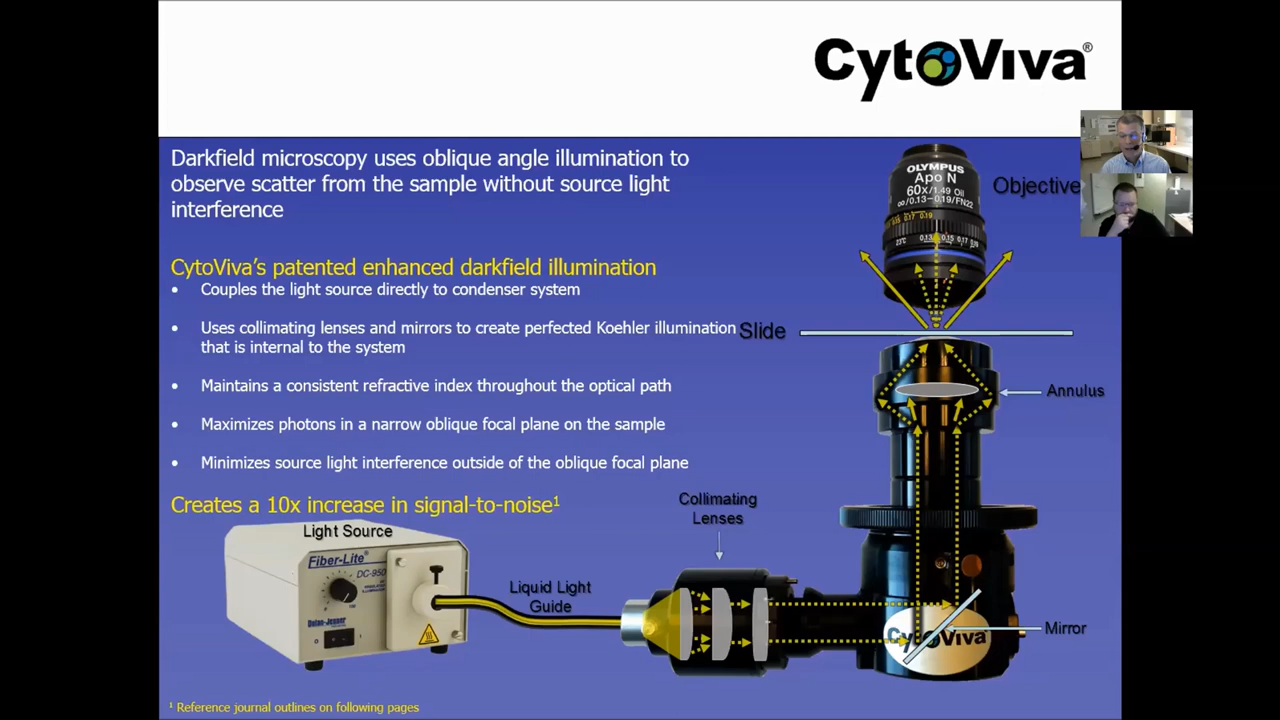 CytoViva®
Darkfield microscopy uses oblique angle illumination to
observe scatter from the sample without source light
interference
CytoViva's patented enhanced darkfield illumination
• Couples the light source directly to condenser system
• Uses collimating lenses and mirrors to create perfected Koehler illumination
that is internal to the system
• Maintains a consistent refractive index throughout the optical path
• Maximizes photons in a narrow oblique focal plane on the sample
• Minimizes source light interference outside of the oblique focal plane
Creates a 10x increase in signal-to-noise¹
OLYMPUS
Apo N
60x/1.49 Oil
∞/0.13-0.19/FN22
Objective
Slide
Annulus
Collimating
Lenses
Light Source
Fiber-Lite®
DC-950
Dolan-Jenner
Liquid Light
Guide
CytoViva
Mirror
¹ Reference journal outlines on following pages